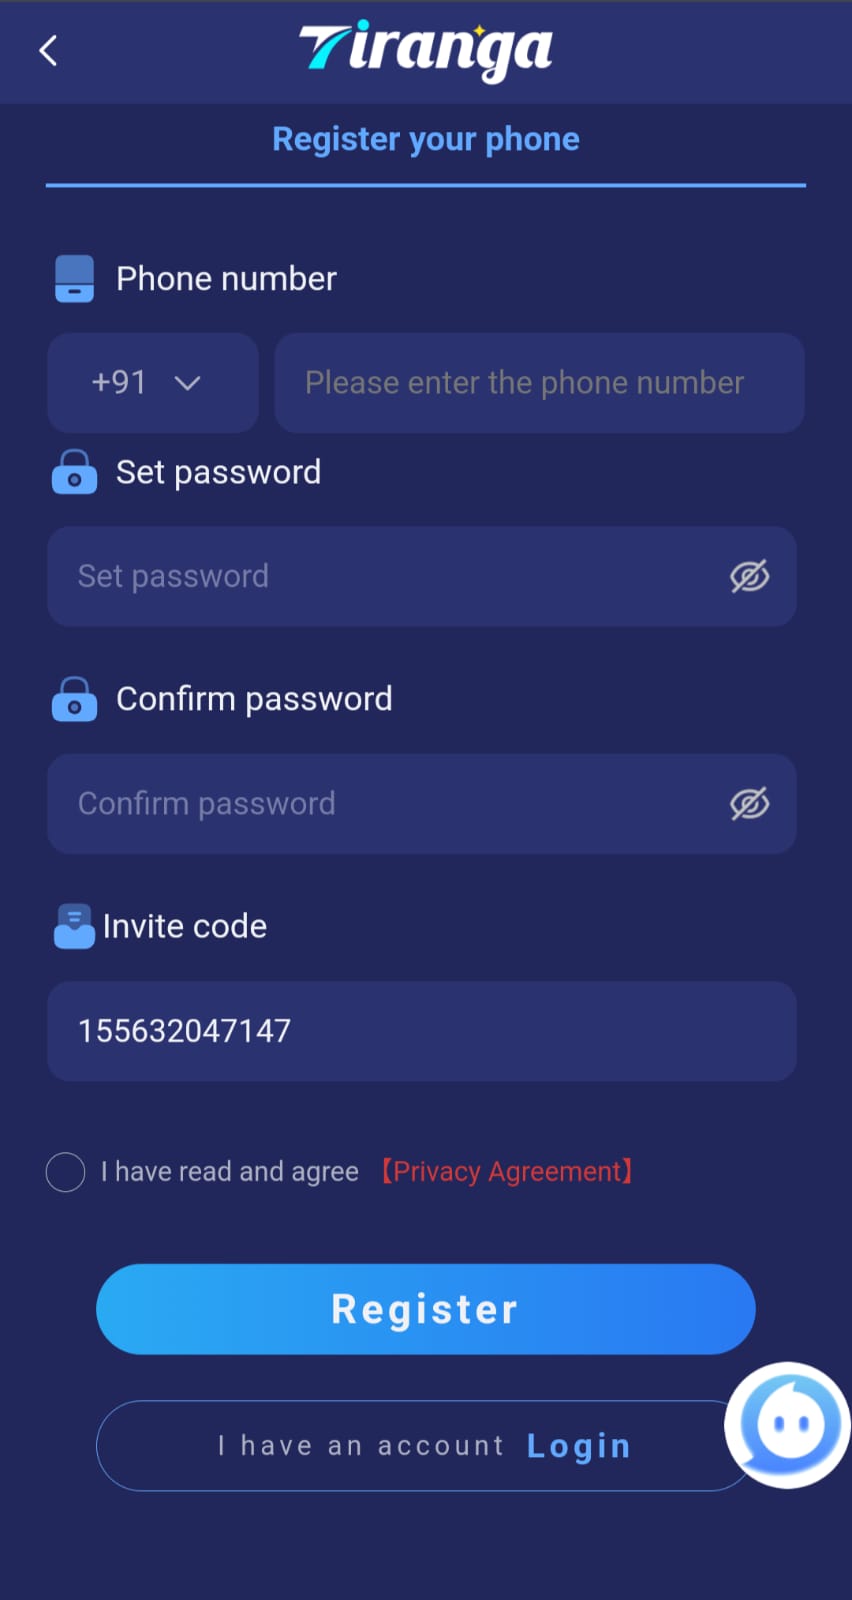 Tiranga
Register your phone
Phone number
+91 Please enter the phone number
Set password
Set password
Confirm password
Confirm password
Invite code
155632047147
I have read and agree 【Privacy Agreement】
Register
I have an account Login